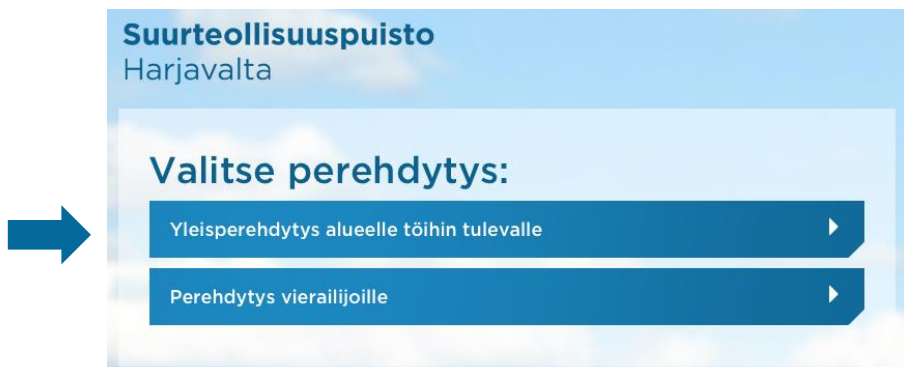 Suurteollisuuspuisto
Harjavalta
Valitse perehdytys:
Yleisperehdytys alueelle töihin tulevalle
Perehdytys vierailijoille